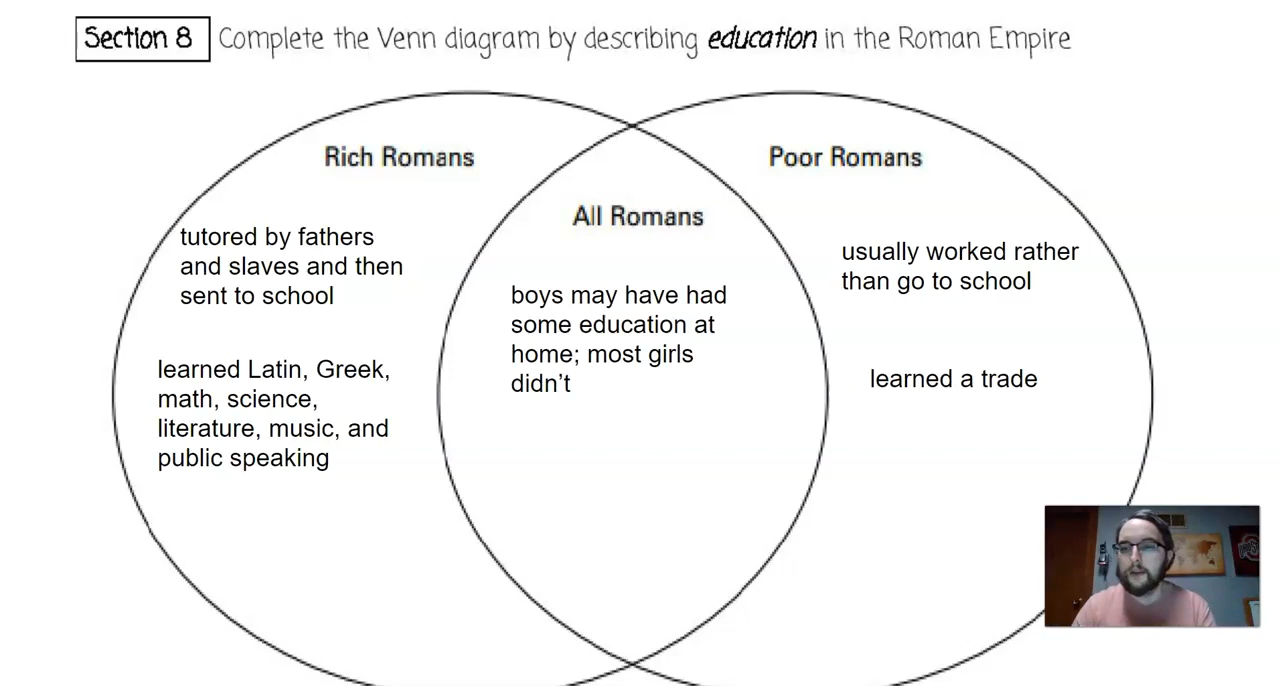 Section 8 Complete the Venn diagram by describing education in the Roman Empire
Rich Romans
tutored by fathers
and slaves and then
sent to school
learned Latin, Greek,
math, science,
literature, music, and
public speaking
All Romans
boys may have had
some education at
home; most girls
didn’t
Poor Romans
usually worked rather
than go to school
learned a trade